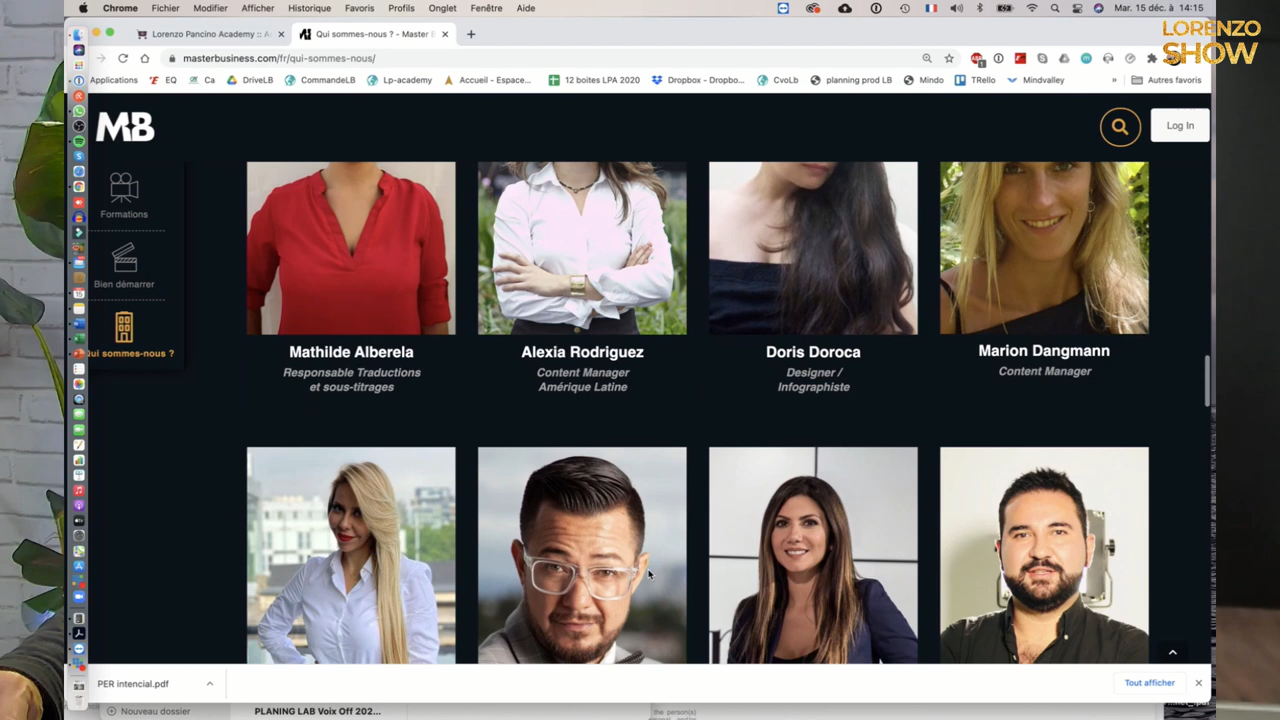 Chrome Fichier Modifier Afficher Historique Favoris Profils Onglet Fenêtre Aide
Mar. 15 déc. à 14:15
LORENZO
SHOW
Lorenzo Pancino Academy :: A
Qui sommes-nous ? - Master B
masterbusiness.com/fr/qui-sommes-nous/
Applications EQ Ca DriveLB CommandeLB Lp-academy Accueil - Espace... 12 boites LPA 2020 Dropbox - Dropbo... CvoLb planning prod LB Mindo TRello Mindvalley » Autres favoris
MB
Log In
Formations
Bien démarrer
Qui sommes-nous ?
Mathilde Alberela
Responsable Traductions
et sous-titrages
Alexia Rodriguez
Content Manager
Amérique Latine
Doris Doroca
Designer /
Infographiste
Marion Dangmann
Content Manager
PER intencial.pdf
Tout afficher
Nouveau dossier
PLANING LAB Voix Off 202...
the person(s)